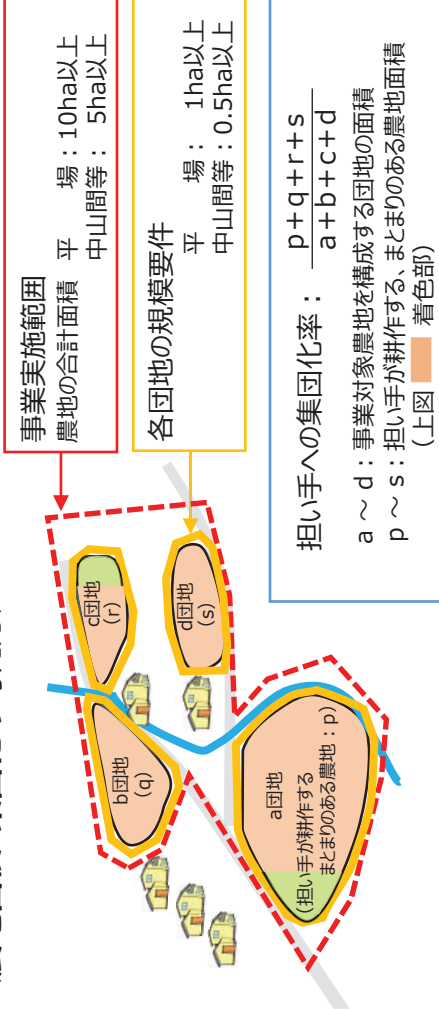 事業実施範囲
農地の合計面積 平 場：10ha以上
中山間等： 5ha以上
各団地の規模要件
平 場： 1ha以上
中山間等：0.5ha以上
担い手への集団化率： p+q+r+s
a+b+c+d
a ～ d：事業対象農地を構成する団地の面積
p ～ s：担い手が耕作する、まとまりのある農地面積
（上図 着色部）
c団地
(r)
d団地
(s)
b団地
(q)
a団地
(担い手が耕作する
まとまりのある農地：p)